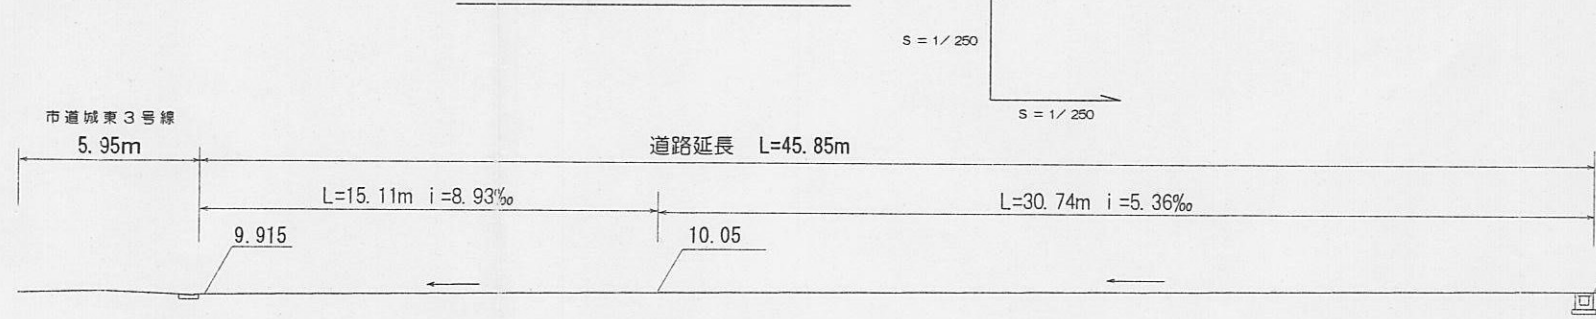 S = 1/250
S = 1/250
市道城東3号線
5.95m
道路延長 L=45.85m
L=15.11m i=8.93‰
L=30.74m i=5.36‰
9.915
10.05